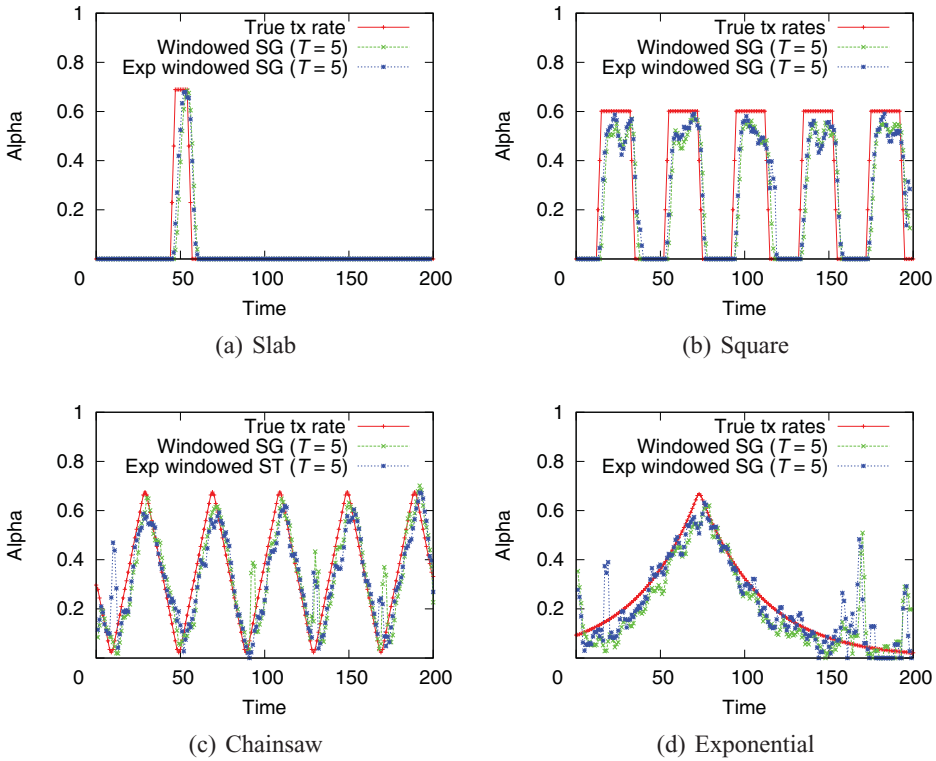 1
0.8
0.6
0.4
0.2
0 50 100 150 200
Alpha
Time
True tx rate
Windowed SG (T = 5)
Exp windowed SG (T = 5)
(a) Slab
1
0.8
0.6
0.4
0.2
0 50 100 150 200
Alpha
Time
True tx rates
Windowed SG (T = 5)
Exp windowed SG (T = 5)
(b) Square
1
0.8
0.6
0.4
0.2
0 50 100 150 200
Alpha
Time
True tx rate
Windowed SG (T = 5)
Exp windowed ST (T = 5)
(c) Chainsaw
1
0.8
0.6
0.4
0.2
0 50 100 150 200
Alpha
Time
True tx rates
Windowed SG (T = 5)
Exp windowed SG (T = 5)
(d) Exponential